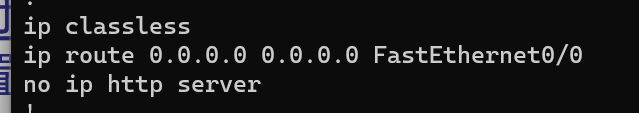 !
ip classless
ip route 0.0.0.0 0.0.0.0 FastEthernet0/0
no ip http server
!